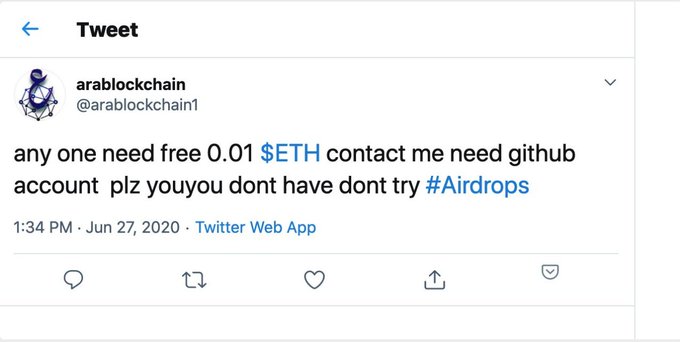 Tweet
arablockchain
@arablockchain1
any one need free 0.01 $ETH contact me need github
account plz youyou dont have dont try #Airdrops
1:34 PM · Jun 27, 2020 · Twitter Web App